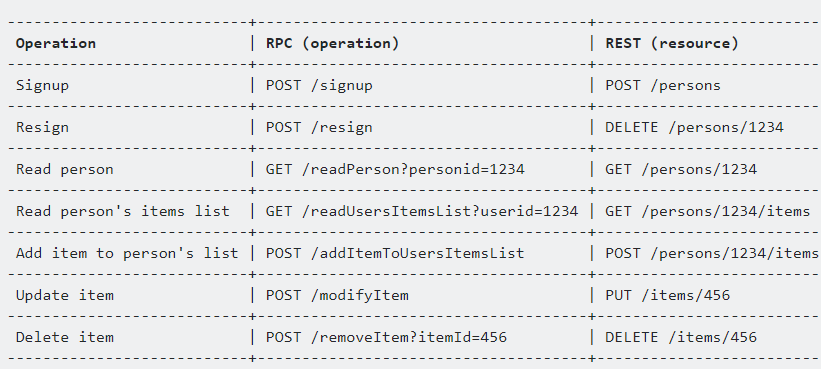 Operation | RPC (operation) | REST (resource)
Signup | POST /signup | POST /persons
Resign | POST /resign | DELETE /persons/1234
Read person | GET /readPerson?personid=1234 | GET /persons/1234
Read person's items list | GET /readUsersItemsList?userid=1234 | GET /persons/1234/items
Add item to person's list | POST /addItemToUsersItemsList | POST /persons/1234/items
Update item | POST /modifyItem | PUT /items/456
Delete item | POST /removeItem?itemId=456 | DELETE /items/456